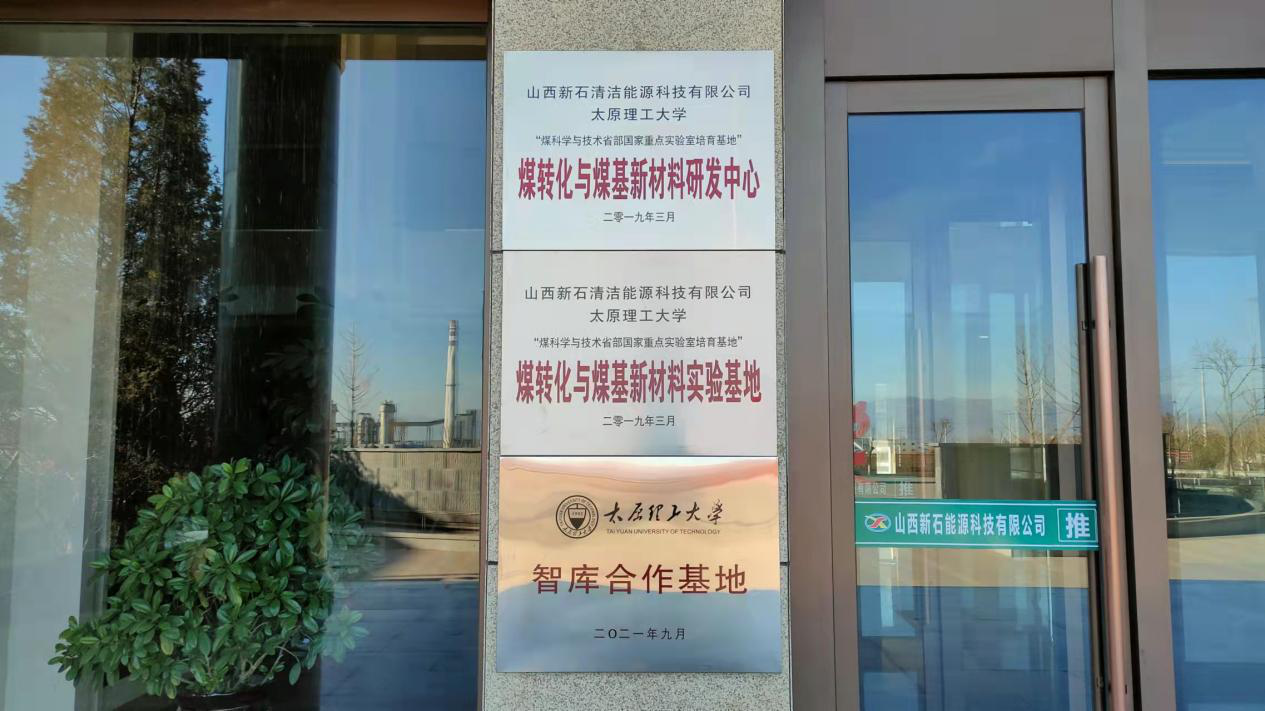 山西新石清洁能源科技有限公司
太原理工大学
“煤科学与技术省部国家重点实验室培育基地”
煤转化与煤基新材料研发中心
二零一九年三月
山西新石清洁能源科技有限公司
太原理工大学
“煤科学与技术省部国家重点实验室培育基地”
煤转化与煤基新材料实验基地
二零一九年三月
太原理工大学
TAIYUAN UNIVERSITY OF TECHNOLOGY
智库合作基地
二〇二一年九月
有限公司 推
山西新石能源科技有限公司 推